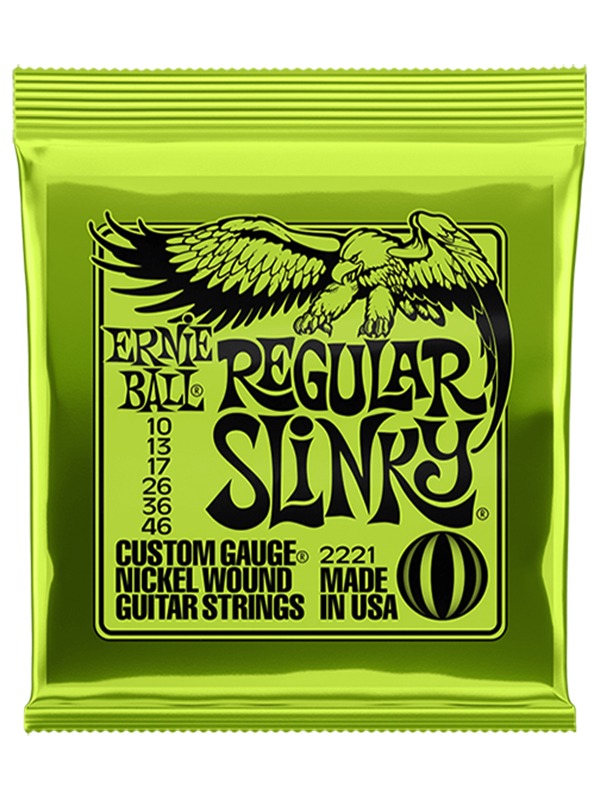 ERNIE
BALL®
REGULAR
SLINKY®
10
13
17
26
36
46
CUSTOM GAUGE®
NICKEL WOUND
GUITAR STRINGS
2221
MADE
IN USA